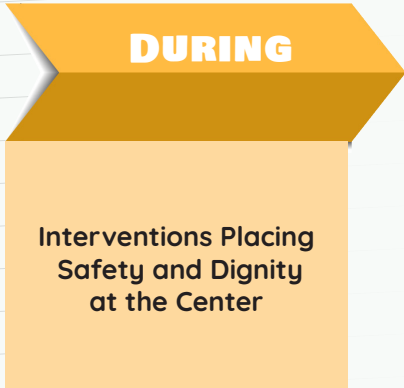 DURING
Interventions Placing
Safety and Dignity
at the Center